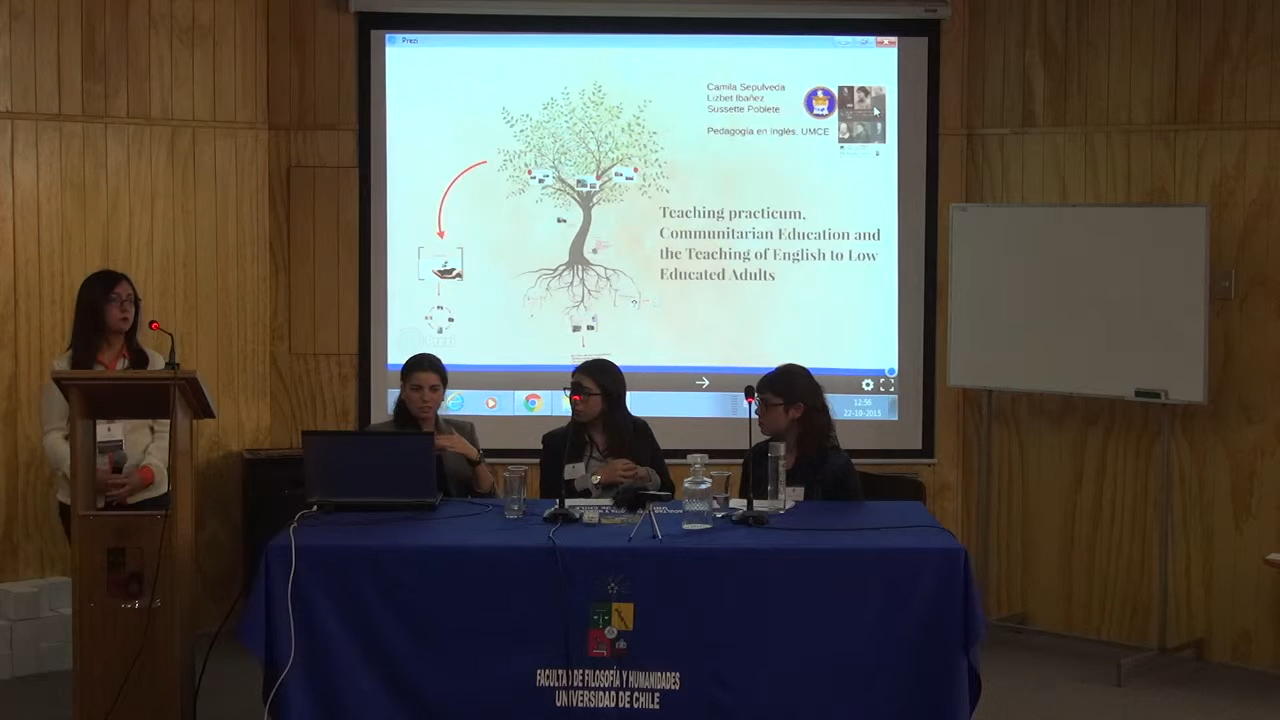 Prezi
Camila Sepulveda
Lizbet Ibañez
Sussette Poblete
Pedagogía en Inglés, UMCE
Teaching practicum,
Communitarian Education and
the Teaching of English to Low
Educated Adults
12:56
22-10-2015
FACULTAD DE FILOSOFÍA Y HUMANIDADES
UNIVERSIDAD DE CHILE